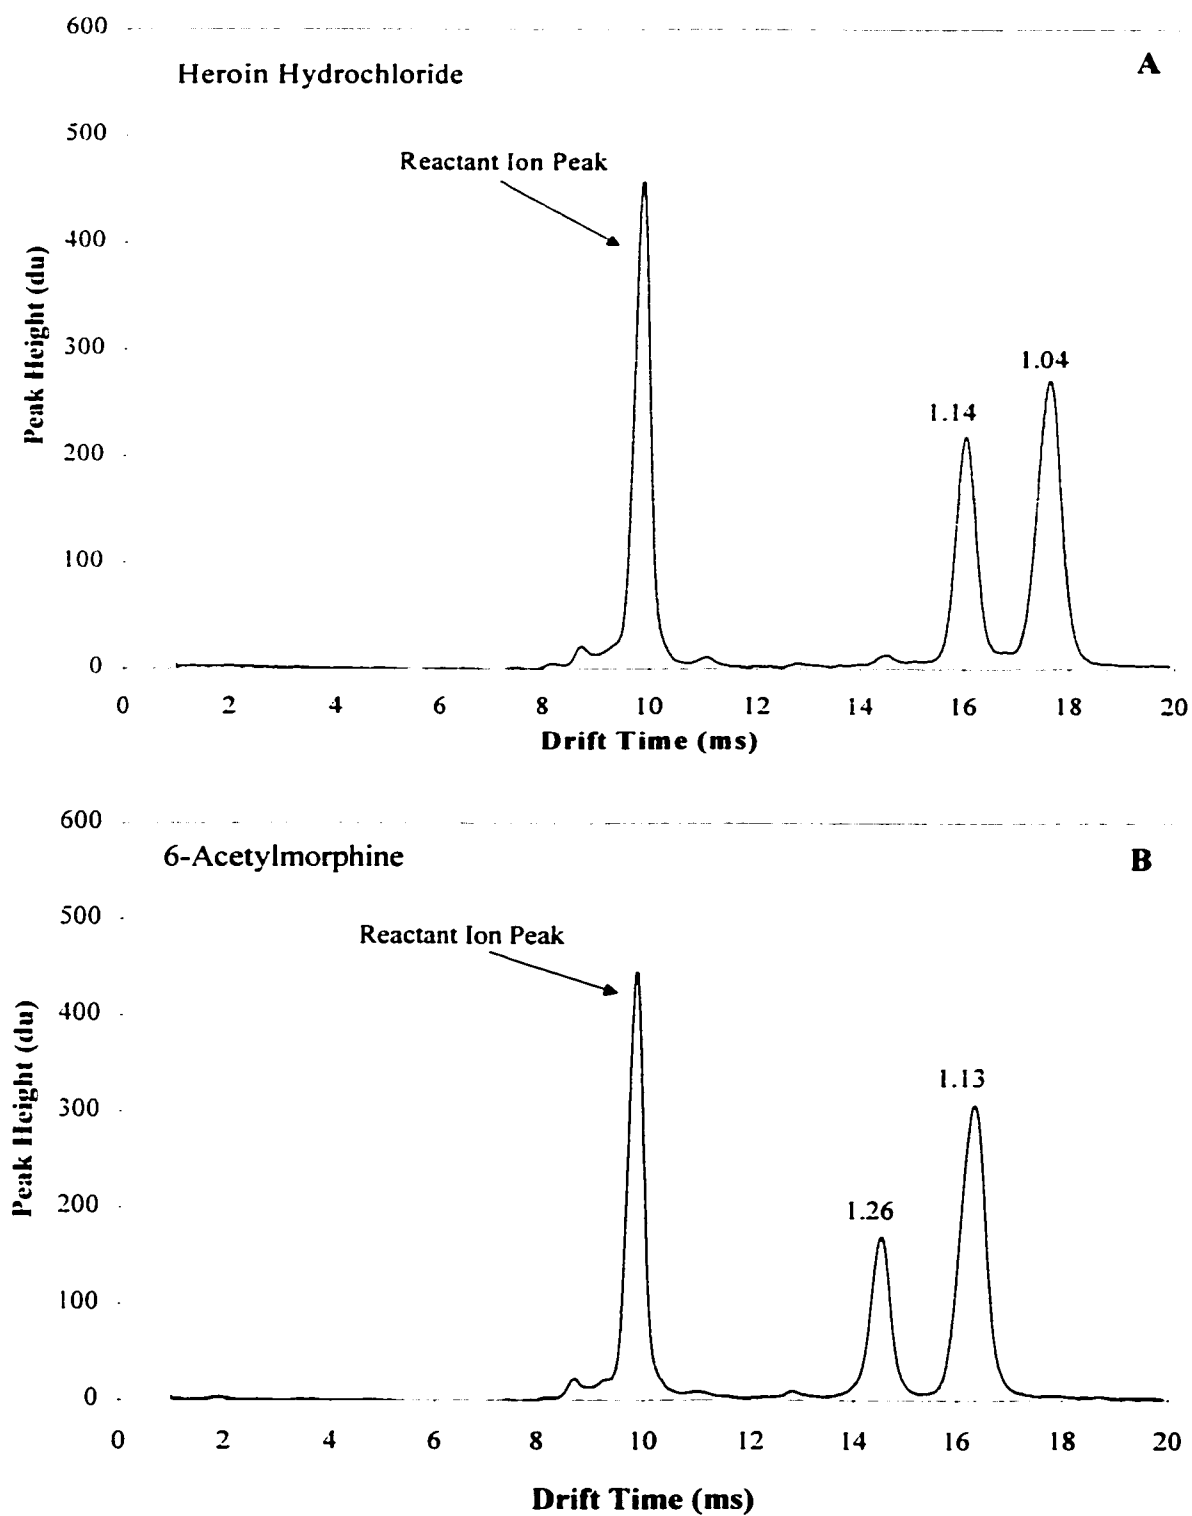 600
Heroin Hydrochloride
A
500
Reactant Ion Peak
400
300
200
100
0
Peak Height (du)
1.14
1.04
0 2 4 6 8 10 12 14 16 18 20
Drift Time (ms)
600
6-Acetylmorphine
B
500
Reactant Ion Peak
400
300
200
100
0
Peak Height (du)
1.26
1.13
0 2 4 6 8 10 12 14 16 18 20
Drift Time (ms)